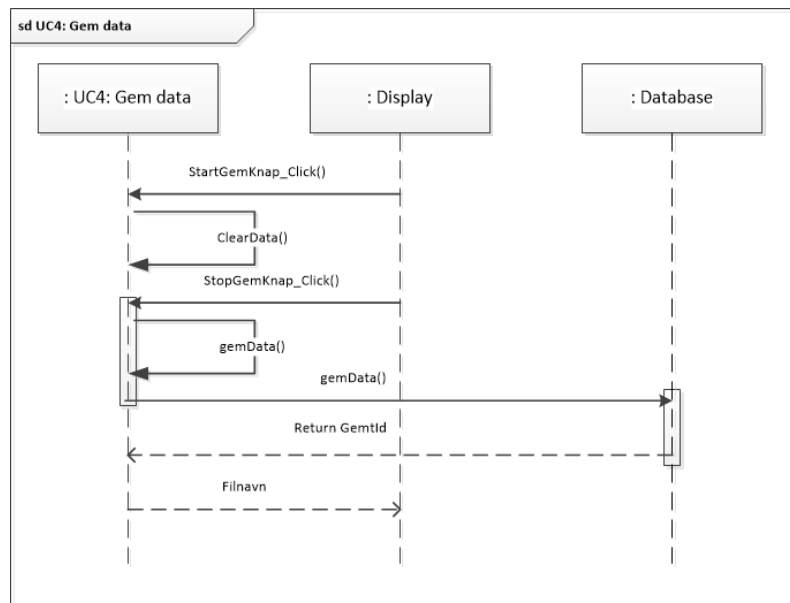 sd UC4: Gem data
: UC4: Gem data
: Display
: Database
StartGemKnap_Click()
ClearData()
StopGemKnap_Click()
gemData()
gemData()
Return GemtId
Filnavn